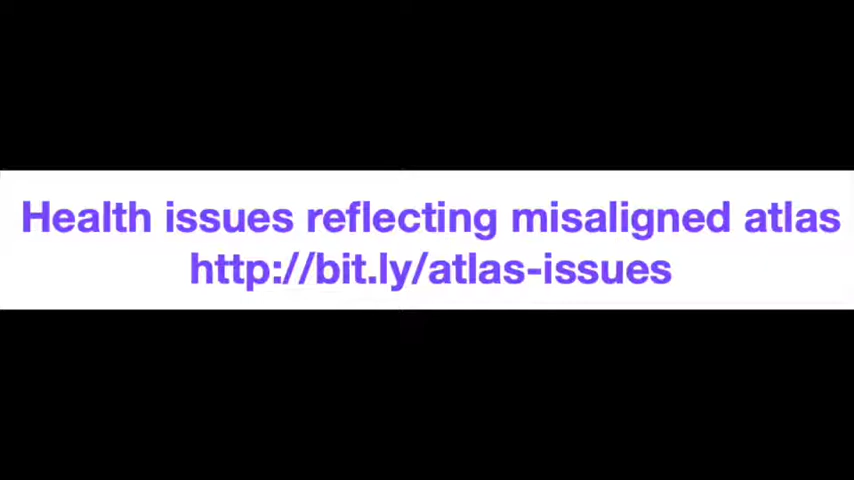 Health issues reflecting misaligned atlas
http://bit.ly/atlas-issues